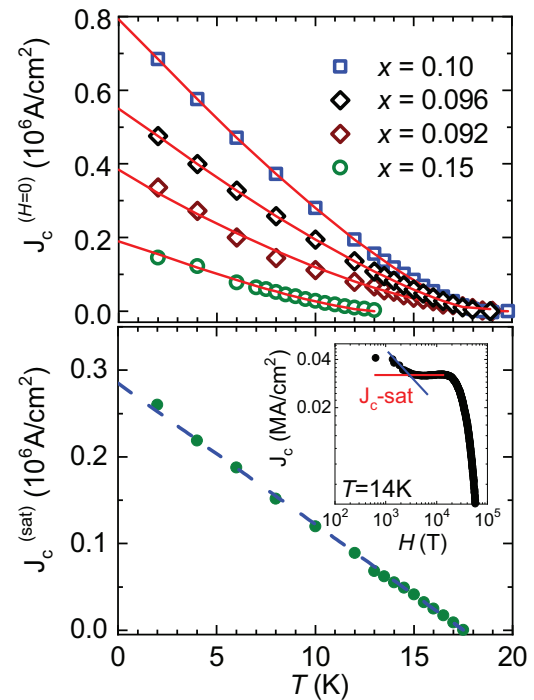 0.8
0.6
0.4
0.2
0.0
J_c^(H=0) (10^6A/cm^2)
x = 0.10
x = 0.096
x = 0.092
x = 0.15
0.3
0.2
0.1
0.0
J_c^(sat) (10^6A/cm^2)
0.04
0.02
J_c (MA/cm^2)
J_c-sat
T=14K
10^2 10^3 10^4 10^5
H (T)
0 5 10 15 20
T (K)